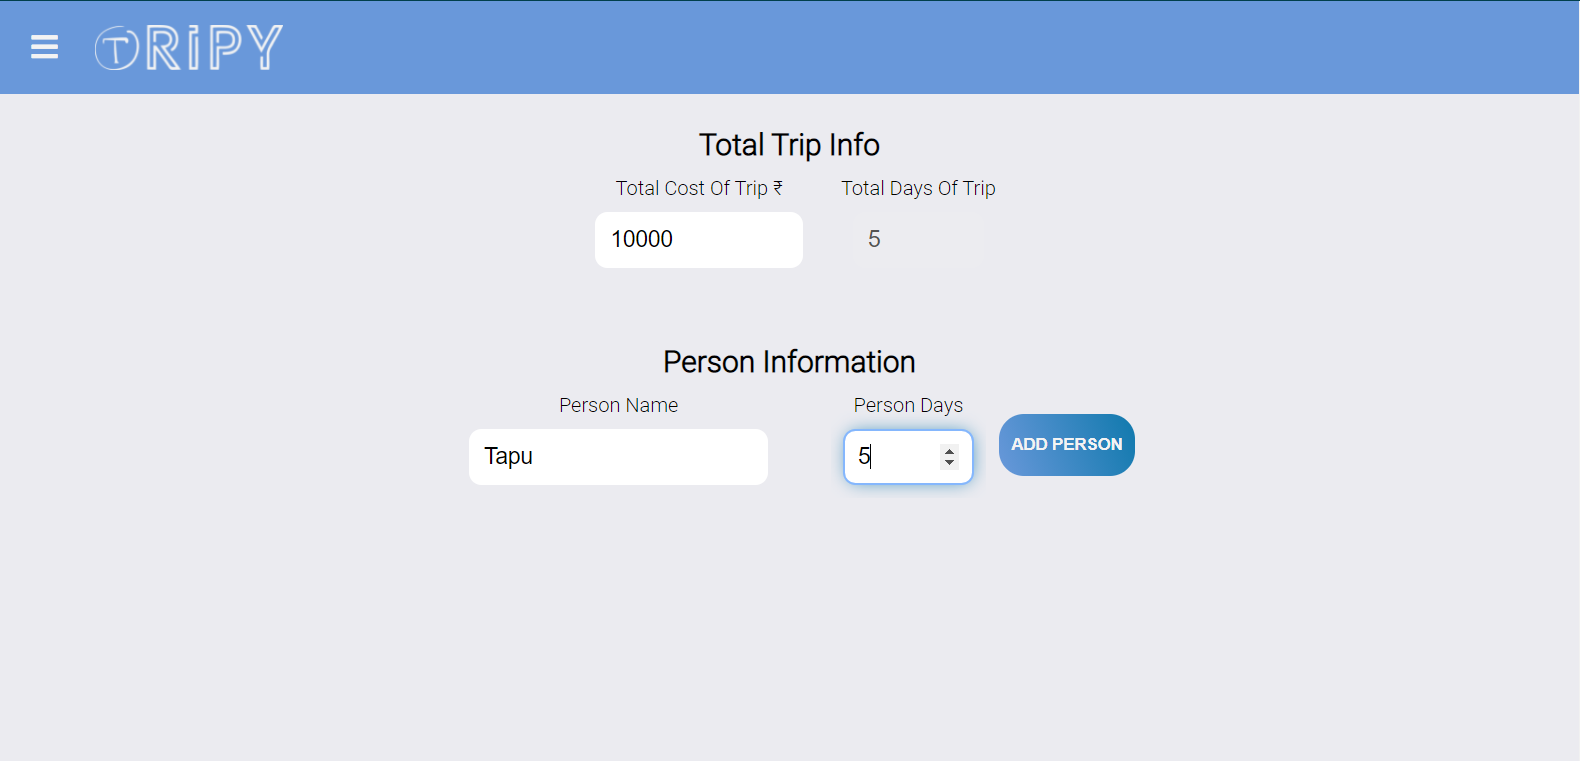 TRiPY
Total Trip Info
Total Cost Of Trip ₹ Total Days Of Trip
10000 5
Person Information
Person Name Person Days
Tapu 5 ADD PERSON